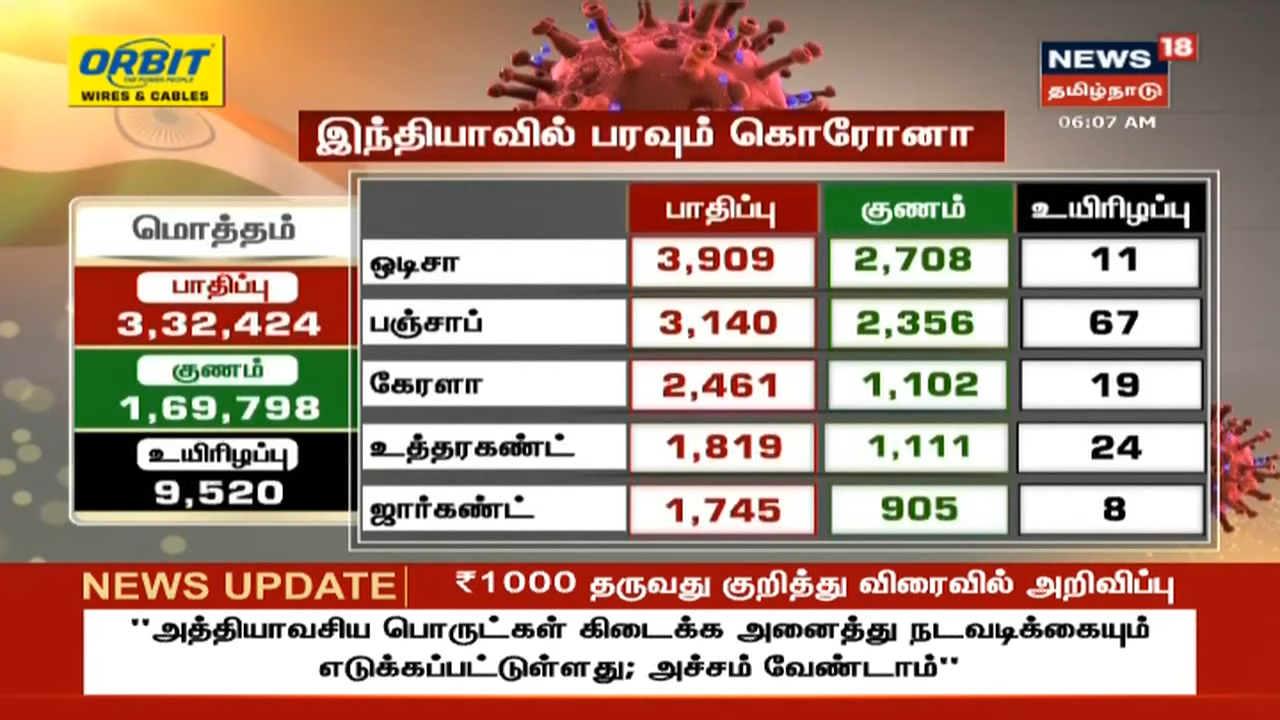 ORBIT
THE POWER PEOPLE
WIRES & CABLES
NEWS 18
தமிழ்நாடு
06:07 AM
இந்தியாவில் பரவும் கொரோனா
மொத்தம்
பாதிப்பு
3,32,424
குணம்
1,69,798
உயிரிழப்பு
9,520
பாதிப்பு குணம் உயிரிழப்பு
ஒடிசா 3,909 2,708 11
பஞ்சாப் 3,140 2,356 67
கேரளா 2,461 1,102 19
உத்தரகண்ட் 1,819 1,111 24
ஜார்கண்ட் 1,745 905 8
NEWS UPDATE ₹1000 தருவது குறித்து விரைவில் அறிவிப்பு
"அத்தியாவசிய பொருட்கள் கிடைக்க அனைத்து நடவடிக்கையும்
எடுக்கப்பட்டுள்ளது; அச்சம் வேண்டாம்"